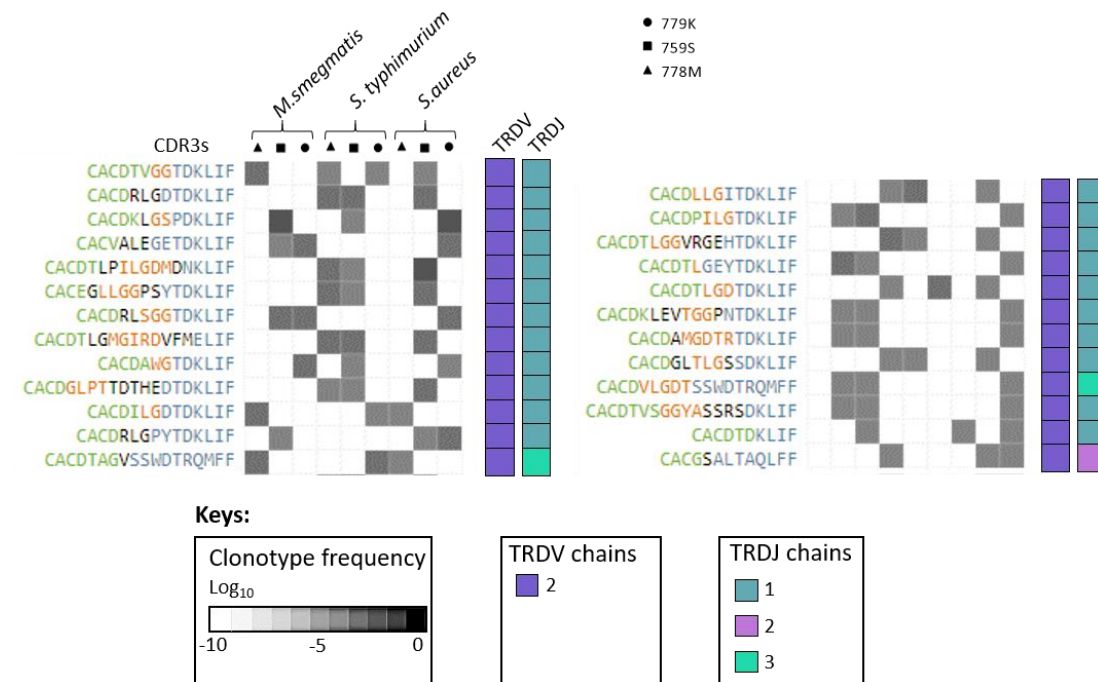 779K
759S
778M
M.smegmatis
S. typhimurium
S.aureus
TRDV
TRDJ
CDR3s
CACDTVGGTDKLIF
CACDRLGDTDKLIF
CACDKLGSPDKLIF
CACVALEGETDKLIF
CACDTLPILGDMDNKLIF
CACEGLLGGPSYTDKLIF
CACDRLSGGTDKLIF
CACDTLGMGIRDVFMELIF
CACDAWGTDKLIF
CACDGLPTTDTHEDTDKLIF
CACDILGDTDKLIF
CACDRLGPYTDKLIF
CACDTAGVSSWDTRQMFF
CACDLLGITDKLIF
CACDPILGTDKLIF
CACDTLGGVRGEHTDKLIF
CACDTLGEYTDKLIF
CACDTLGDTDKLIF
CACDKLEVTGGPNTDKLIF
CACDAMGDTRTDKLIF
CACDGLTLGSSDKLIF
CACDVLGDTSSWDTRQMFF
CACDTVSGGYASSRSDKLIF
CACDTDKLIF
CACGSALTAQLFF
Keys:
Clonotype frequency
Log10
-10
-5
0
TRDV chains
2
TRDJ chains
1
2
3